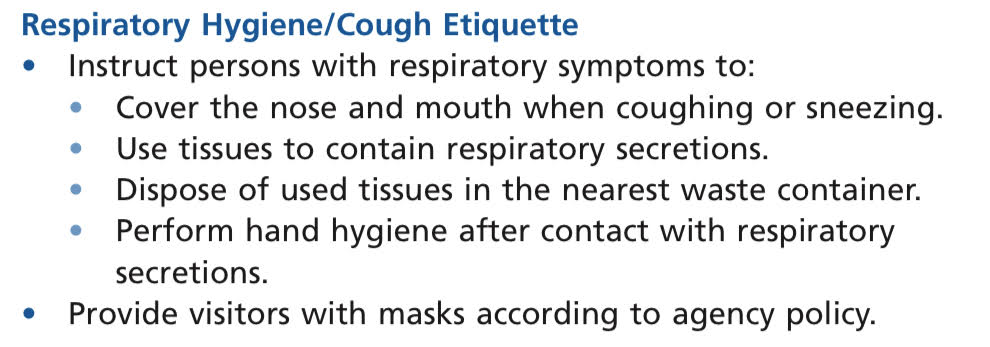 Respiratory Hygiene/Cough Etiquette
• Instruct persons with respiratory symptoms to:
• Cover the nose and mouth when coughing or sneezing.
• Use tissues to contain respiratory secretions.
• Dispose of used tissues in the nearest waste container.
• Perform hand hygiene after contact with respiratory
secretions.
• Provide visitors with masks according to agency policy.